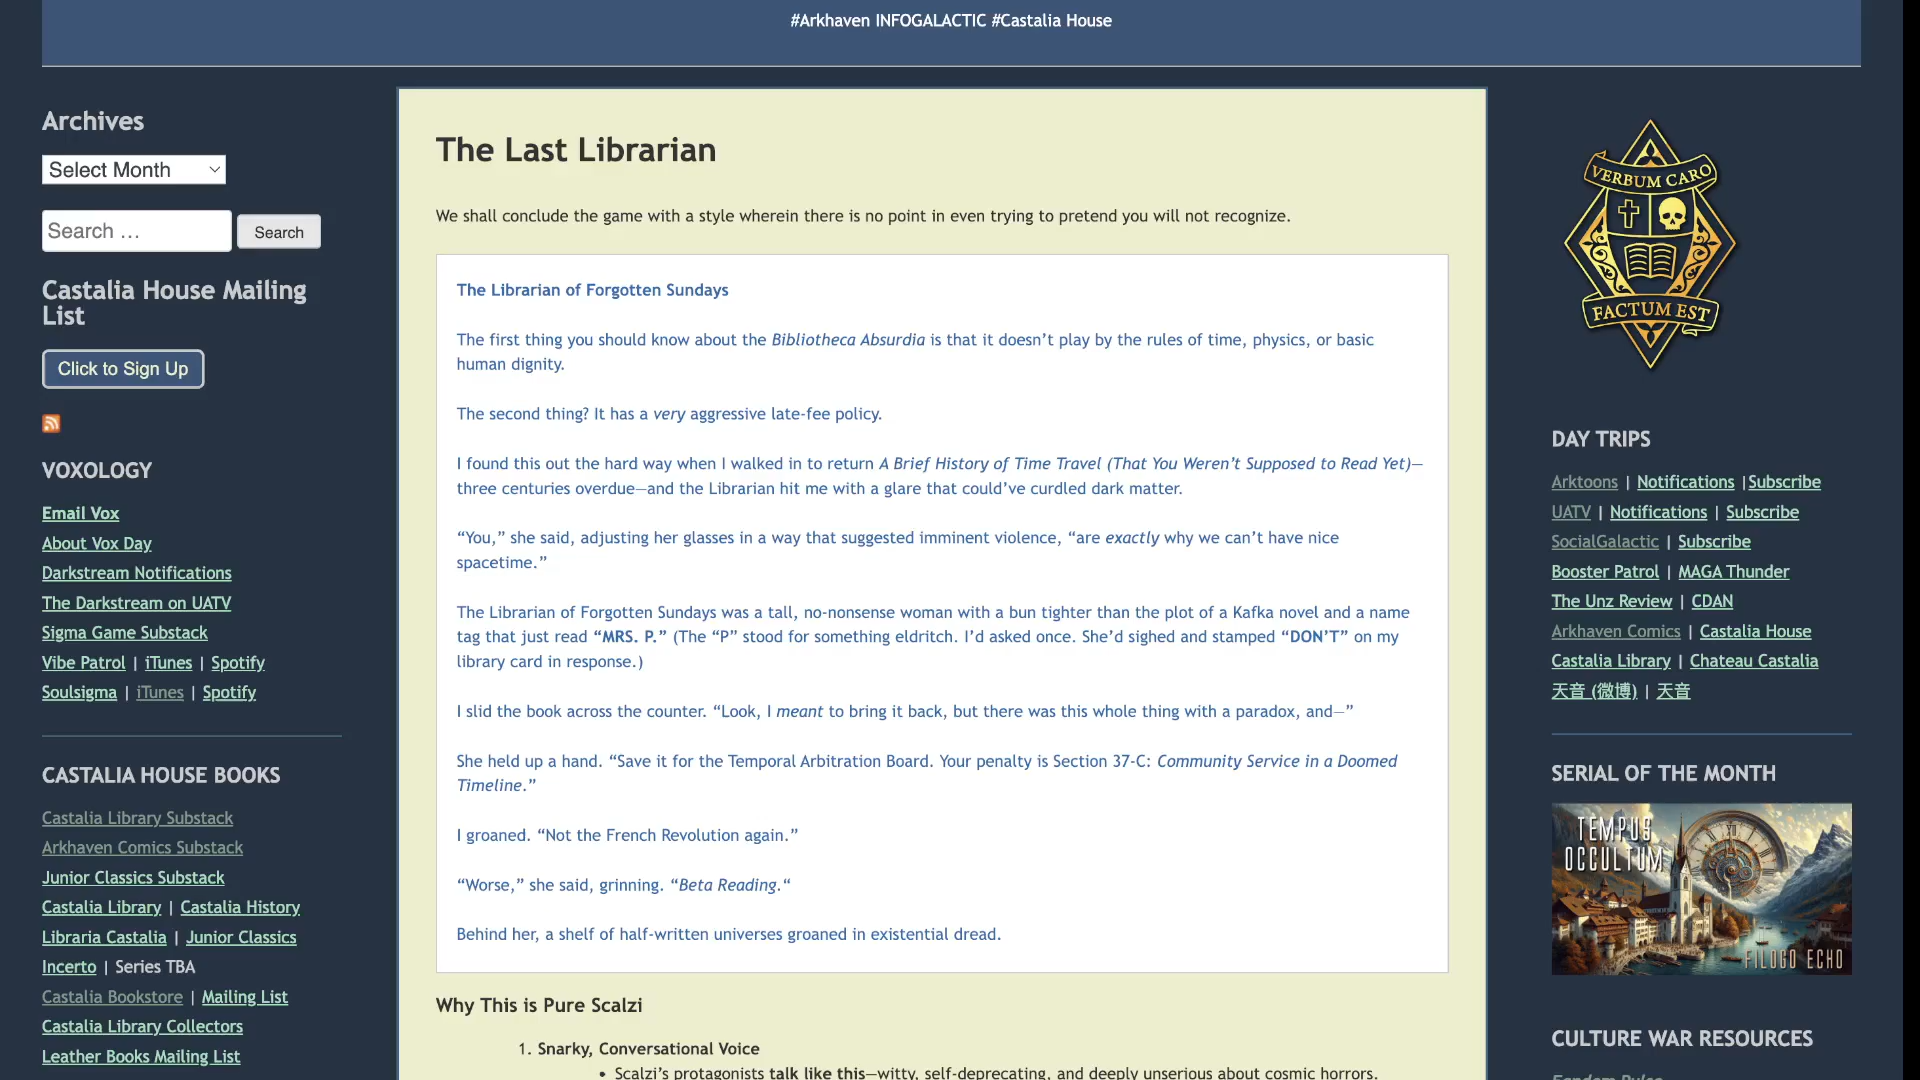 #Arkhaven INFOGALACTIC #Castalia House
Archives
Select Month
Search …
Search
Castalia House Mailing
List
Click to Sign Up
VOXOLOGY
Email Vox
About Vox Day
Darkstream Notifications
The Darkstream on UATV
Sigma Game Substack
Vibe Patrol | iTunes | Spotify
Soulsigma | iTunes | Spotify
CASTALIA HOUSE BOOKS
Castalia Library Substack
Arkhaven Comics Substack
Junior Classics Substack
Castalia Library | Castalia History
Libraria Castalia | Junior Classics
Incerto | Series TBA
Castalia Bookstore | Mailing List
Castalia Library Collectors
Leather Books Mailing List
The Last Librarian
We shall conclude the game with a style wherein there is no point in even trying to pretend you will not recognize.
The Librarian of Forgotten Sundays
The first thing you should know about the Bibliotheca Absurdia is that it doesn’t play by the rules of time, physics, or basic
human dignity.
The second thing? It has a very aggressive late-fee policy.
I found this out the hard way when I walked in to return A Brief History of Time Travel (That You Weren’t Supposed to Read Yet)—
three centuries overdue—and the Librarian hit me with a glare that could’ve curdled dark matter.
“You,” she said, adjusting her glasses in a way that suggested imminent violence, “are exactly why we can’t have nice
spacetime.”
The Librarian of Forgotten Sundays was a tall, no-nonsense woman with a bun tighter than the plot of a Kafka novel and a name
tag that just read “MRS. P.” (The “P” stood for something eldritch. I’d asked once. She’d sighed and stamped “DON’T” on my
library card in response.)
I slid the book across the counter. “Look, I meant to bring it back, but there was this whole thing with a paradox, and—”
She held up a hand. “Save it for the Temporal Arbitration Board. Your penalty is Section 37-C: Community Service in a Doomed
Timeline.”
I groaned. “Not the French Revolution again.”
“Worse,” she said, grinning. “Beta Reading.“
Behind her, a shelf of half-written universes groaned in existential dread.
Why This is Pure Scalzi
1. Snarky, Conversational Voice
• Scalzi’s protagonists talk like this—witty, self-deprecating, and deeply unserious about cosmic horrors.
VERBUM CARO
FACTUM EST
DAY TRIPS
Arktoons | Notifications |Subscribe
UATV | Notifications | Subscribe
SocialGalactic | Subscribe
Booster Patrol | MAGA Thunder
The Unz Review | CDAN
Arkhaven Comics | Castalia House
Castalia Library | Chateau Castalia
天音 (微博) | 天音
SERIAL OF THE MONTH
TEMPUS
OCCULTUM
FILOGO ECHO
CULTURE WAR RESOURCES
Fandom Pulse